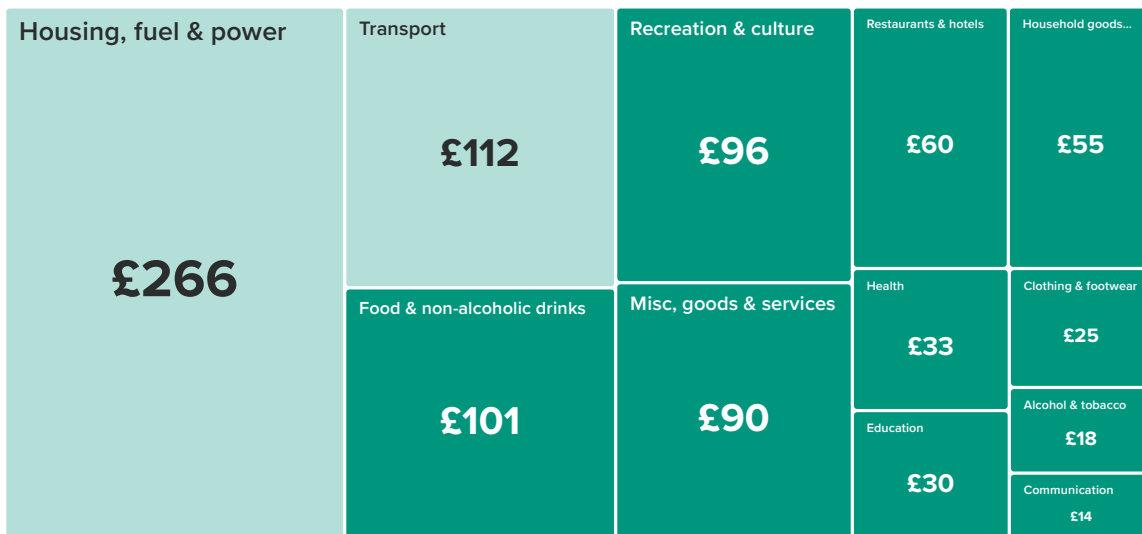 Housing, fuel & power
£266
Transport
£112
Food & non-alcoholic drinks
£101
Recreation & culture
£96
Misc, goods & services
£90
Restaurants & hotels
£60
Household goods...
£55
Health
£33
Education
£30
Clothing & footwear
£25
Alcohol & tobacco
£18
Communication
£14